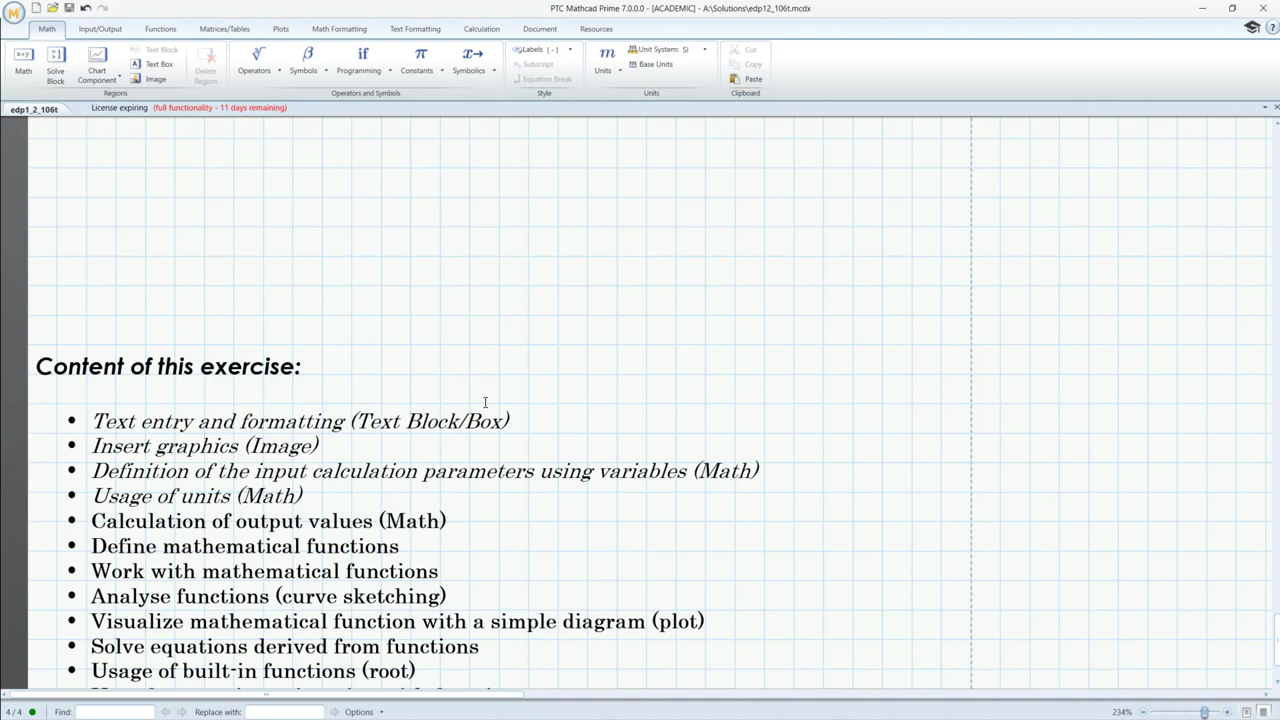 PTC Mathcad Prime 7.0.0.0 - [ACADEMIC] - A:\Solutions\edp12_106t.mcdx
Math Input/Output Functions Matrices/Tables Plots Math Formatting Text Formatting Calculation Document Resources
Math
Solve Block
Chart Component
Text Block
Text Box
Image
Delete Region
Regions
Operators
Symbols
Programming
Constants
Symbolics
Operators and Symbols
Labels ( - )
Subscript
Equation Break
Style
Units
Unit System: SI
Base Units
Units
Cut
Copy
Paste
Clipboard
edp1_2_106t License expiring (full functionality - 11 days remaining)
Content of this exercise:
• Text entry and formatting (Text Block/Box)
• Insert graphics (Image)
• Definition of the input calculation parameters using variables (Math)
• Usage of units (Math)
• Calculation of output values (Math)
• Define mathematical functions
• Work with mathematical functions
• Analyse functions (curve sketching)
• Visualize mathematical function with a simple diagram (plot)
• Solve equations derived from functions
• Usage of built-in functions (root)
4 / 4 Find: Replace with: Options 234%